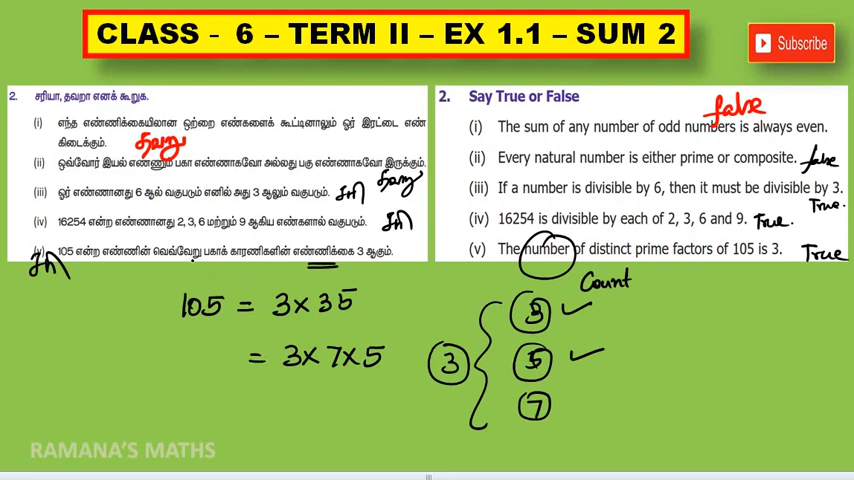 CLASS - 6 – TERM II – EX 1.1 – SUM 2
Subscribe
2. சரியா, தவறா எனக் கூறுக.
(i) எந்த எண்ணிக்கையிலான ஒற்றை எண்களைக் கூட்டினாலும் ஓர் இரட்டை எண்
கிடைக்கும். தவறு
(ii) ஒவ்வோர் இயல் எண்ணும் பகா எண்ணாகவோ அல்லது பகு எண்ணாகவோ இருக்கும்.
தவறு
(iii) ஓர் எண்ணானது 6 ஆல் வகுபடும் எனில் அது 3 ஆலும் வகுபடும். சரி
(iv) 16254 என்ற எண்ணானது 2, 3, 6 மற்றும் 9 ஆகிய எண்களால் வகுபடும். சரி
(v) 105 என்ற எண்ணின் வெவ்வேறு பகாக் காரணிகளின் எண்ணிக்கை 3 ஆகும்.
சரி
2. Say True or False
false
(i) The sum of any number of odd numbers is always even.
(ii) Every natural number is either prime or composite. false
(iii) If a number is divisible by 6, then it must be divisible by 3.
True.
(iv) 16254 is divisible by each of 2, 3, 6 and 9. True.
(v) The number of distinct prime factors of 105 is 3. True
Count
105 = 3 × 35
= 3 × 7 × 5
3
3
5
7
RAMANA'S MATHS